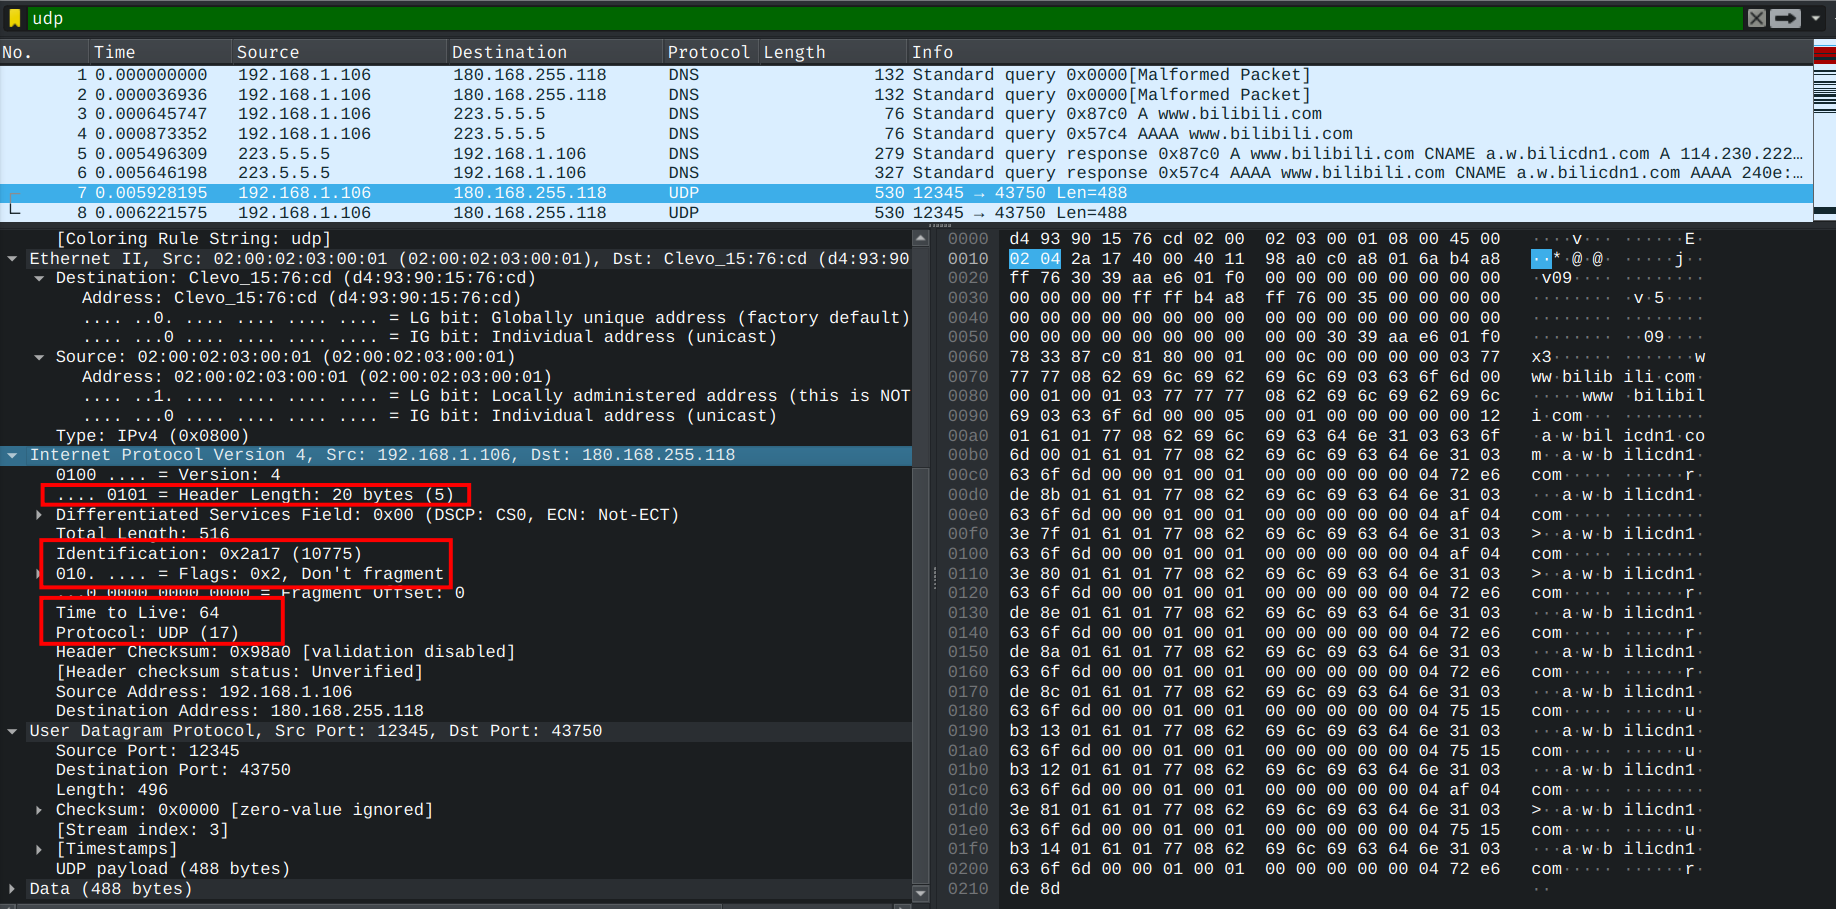 udp
No. Time Source Destination Protocol Length Info
1 0.000000000 192.168.1.106 180.168.255.118 DNS 132 Standard query 0x0000[Malformed Packet]
2 0.000036936 192.168.1.106 180.168.255.118 DNS 132 Standard query 0x0000[Malformed Packet]
3 0.000645747 192.168.1.106 223.5.5.5 DNS 76 Standard query 0x87c0 A www.bilibili.com
4 0.000873352 192.168.1.106 223.5.5.5 DNS 76 Standard query 0x57c4 AAAA www.bilibili.com
5 0.005496309 223.5.5.5 192.168.1.106 DNS 279 Standard query response 0x87c0 A www.bilibili.com CNAME a.w.bilicdn1.com A 114.230.222…
6 0.005646198 223.5.5.5 192.168.1.106 DNS 327 Standard query response 0x57c4 AAAA www.bilibili.com CNAME a.w.bilicdn1.com AAAA 240e:…
7 0.005928195 192.168.1.106 180.168.255.118 UDP 530 12345 → 43750 Len=488
8 0.006221575 192.168.1.106 180.168.255.118 UDP 530 12345 → 43750 Len=488
[Coloring Rule String: udp]
Ethernet II, Src: 02:00:02:03:00:01 (02:00:02:03:00:01), Dst: Clevo_15:76:cd (d4:93:90
Destination: Clevo_15:76:cd (d4:93:90:15:76:cd)
Address: Clevo_15:76:cd (d4:93:90:15:76:cd)
.... ..0. .... .... .... .... = LG bit: Globally unique address (factory default)
.... ...0 .... .... .... .... = IG bit: Individual address (unicast)
Source: 02:00:02:03:00:01 (02:00:02:03:00:01)
Address: 02:00:02:03:00:01 (02:00:02:03:00:01)
.... ..1. .... .... .... .... = LG bit: Locally administered address (this is NOT
.... ...0 .... .... .... .... = IG bit: Individual address (unicast)
Type: IPv4 (0x0800)
Internet Protocol Version 4, Src: 192.168.1.106, Dst: 180.168.255.118
0100 .... = Version: 4
.... 0101 = Header Length: 20 bytes (5)
Differentiated Services Field: 0x00 (DSCP: CS0, ECN: Not-ECT)
Total Length: 516
Identification: 0x2a17 (10775)
010. .... = Flags: 0x2, Don't fragment
...0 0000 0000 0000 = Fragment Offset: 0
Time to Live: 64
Protocol: UDP (17)
Header Checksum: 0x98a0 [validation disabled]
[Header checksum status: Unverified]
Source Address: 192.168.1.106
Destination Address: 180.168.255.118
User Datagram Protocol, Src Port: 12345, Dst Port: 43750
Source Port: 12345
Destination Port: 43750
Length: 496
Checksum: 0x0000 [zero-value ignored]
[Stream index: 3]
[Timestamps]
UDP payload (488 bytes)
Data (488 bytes)
0000 d4 93 90 15 76 cd 02 00 02 03 00 01 08 00 45 00 ····v··· ······E·
0010 02 04 2a 17 40 00 40 11 98 a0 c0 a8 01 6a b4 a8 ··*·@·@· ·····j··
0020 ff 76 30 39 aa e6 01 f0 00 00 00 00 00 00 00 00 ·v09···· ········
0030 00 00 00 00 ff ff b4 a8 ff 76 00 35 00 00 00 00 ········ ·v·5····
0040 00 00 00 00 00 00 00 00 00 00 00 00 00 00 00 00 ········ ········
0050 00 00 00 00 00 00 00 00 00 00 30 39 aa e6 01 f0 ········ ··09····
0060 78 33 87 c0 81 80 00 01 00 0c 00 00 00 00 03 77 x3······ ·······w
0070 77 77 08 62 69 6c 69 62 69 6c 69 03 63 6f 6d 00 ww·bilib ili·com·
0080 00 01 00 01 03 77 77 77 08 62 69 6c 69 62 69 6c ·····www ·bilibil
0090 69 03 63 6f 6d 00 00 05 00 01 00 00 00 00 00 12 i·com··· ········
00a0 01 61 01 77 08 62 69 6c 69 63 64 6e 31 03 63 6f ·a·w·bil icdn1·co
00b0 6d 00 01 61 01 77 08 62 69 6c 69 63 64 6e 31 03 m··a·w·b ilicdn1·
00c0 63 6f 6d 00 00 01 00 01 00 00 00 00 00 04 72 e6 com····· ······r·
00d0 de 8b 01 61 01 77 08 62 69 6c 69 63 64 6e 31 03 ···a·w·b ilicdn1·
00e0 63 6f 6d 00 00 01 00 01 00 00 00 00 00 04 af 04 com····· ········
00f0 3e 7f 01 61 01 77 08 62 69 6c 69 63 64 6e 31 03 >··a·w·b ilicdn1·
0100 63 6f 6d 00 00 01 00 01 00 00 00 00 00 04 af 04 com····· ········
0110 3e 80 01 61 01 77 08 62 69 6c 69 63 64 6e 31 03 >··a·w·b ilicdn1·
0120 63 6f 6d 00 00 01 00 01 00 00 00 00 00 04 72 e6 com····· ······r·
0130 de 8e 01 61 01 77 08 62 69 6c 69 63 64 6e 31 03 ···a·w·b ilicdn1·
0140 63 6f 6d 00 00 01 00 01 00 00 00 00 00 04 72 e6 com····· ······r·
0150 de 8a 01 61 01 77 08 62 69 6c 69 63 64 6e 31 03 ···a·w·b ilicdn1·
0160 63 6f 6d 00 00 01 00 01 00 00 00 00 00 04 72 e6 com····· ······r·
0170 de 8c 01 61 01 77 08 62 69 6c 69 63 64 6e 31 03 ···a·w·b ilicdn1·
0180 63 6f 6d 00 00 01 00 01 00 00 00 00 00 04 75 15 com····· ······u·
0190 b3 13 01 61 01 77 08 62 69 6c 69 63 64 6e 31 03 ···a·w·b ilicdn1·
01a0 63 6f 6d 00 00 01 00 01 00 00 00 00 00 04 75 15 com····· ······u·
01b0 b3 12 01 61 01 77 08 62 69 6c 69 63 64 6e 31 03 ···a·w·b ilicdn1·
01c0 63 6f 6d 00 00 01 00 01 00 00 00 00 00 04 af 04 com····· ········
01d0 3e 81 01 61 01 77 08 62 69 6c 69 63 64 6e 31 03 >··a·w·b ilicdn1·
01e0 63 6f 6d 00 00 01 00 01 00 00 00 00 00 04 75 15 com····· ······u·
01f0 b3 14 01 61 01 77 08 62 69 6c 69 63 64 6e 31 03 ···a·w·b ilicdn1·
0200 63 6f 6d 00 00 01 00 01 00 00 00 00 00 04 72 e6 com····· ······r·
0210 de 8d ··